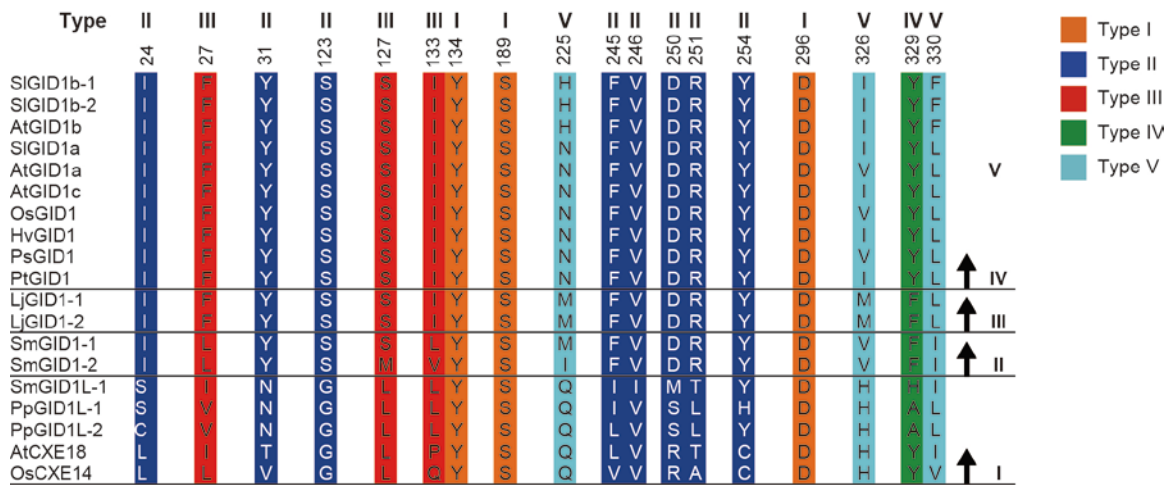 Type II III II II III III I I V II II II II II I V IV V
24 27 31 123 127 133 134 189 225 245 246 250 251 254 296 326 329 330
SlGID1b-1 I F Y S S I Y S H F V D R Y D I Y F
SlGID1b-2 I F Y S S I Y S H F V D R Y D I Y F
AtGID1b I F Y S S I Y S H F V D R Y D I Y F
SlGID1a I F Y S S I Y S N F V D R Y D I Y L
AtGID1a I F Y S S I Y S N F V D R Y D V Y L V
AtGID1c I F Y S S I Y S N F V D R Y D I Y L
OsGID1 I F Y S S I Y S N F V D R Y D V Y L
HvGID1 I F Y S S I Y S N F V D R Y D I Y L
PsGID1 I F Y S S I Y S N F V D R Y D V Y L
PtGID1 I F Y S S I Y S N F V D R Y D I Y L IV
LjGID1-1 I F Y S S I Y S M F V D R Y D M F L
LjGID1-2 I F Y S S I Y S M F V D R Y D M F L III
SmGID1-1 I L Y S S L Y S M F V D R Y D V F I
SmGID1-2 I L Y S M V Y S I F V D R Y D V F I II
SmGID1L-1 S I N G L L Y S Q I I M T Y D H H I
PpGID1L-1 S V N G L L Y S Q I V S L H D H A L
PpGID1L-2 C V N G L L Y S Q L V S L Y D H A L
AtCXE18 L I T G L P Y S Q L V R T C D H Y I
OsCXE14 L L V G L Q Y S Q V V R A C D H Y V I
Type I
Type II
Type III
Type IV
Type V